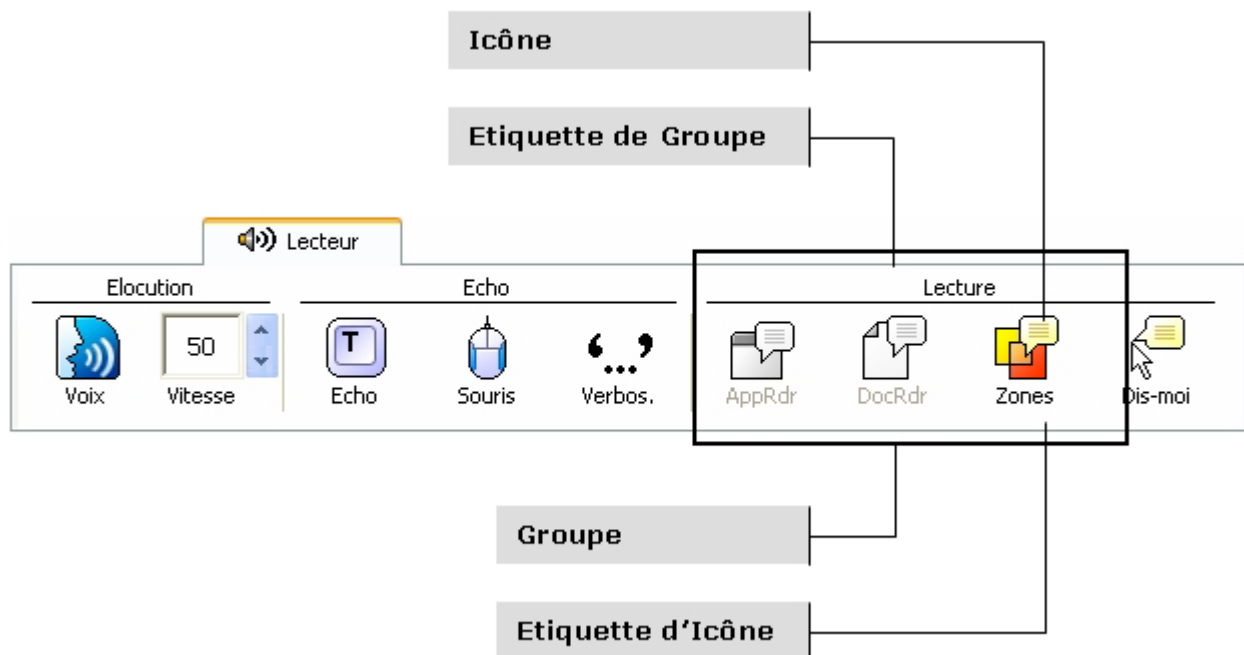 Icône
Etiquette de Groupe
Lecteur
Elocution Echo Lecture
T 50
Voix Vitesse Echo Souris Verbos. AppRdr DocRdr Zones Dis-moi
Groupe
Etiquette d'Icône